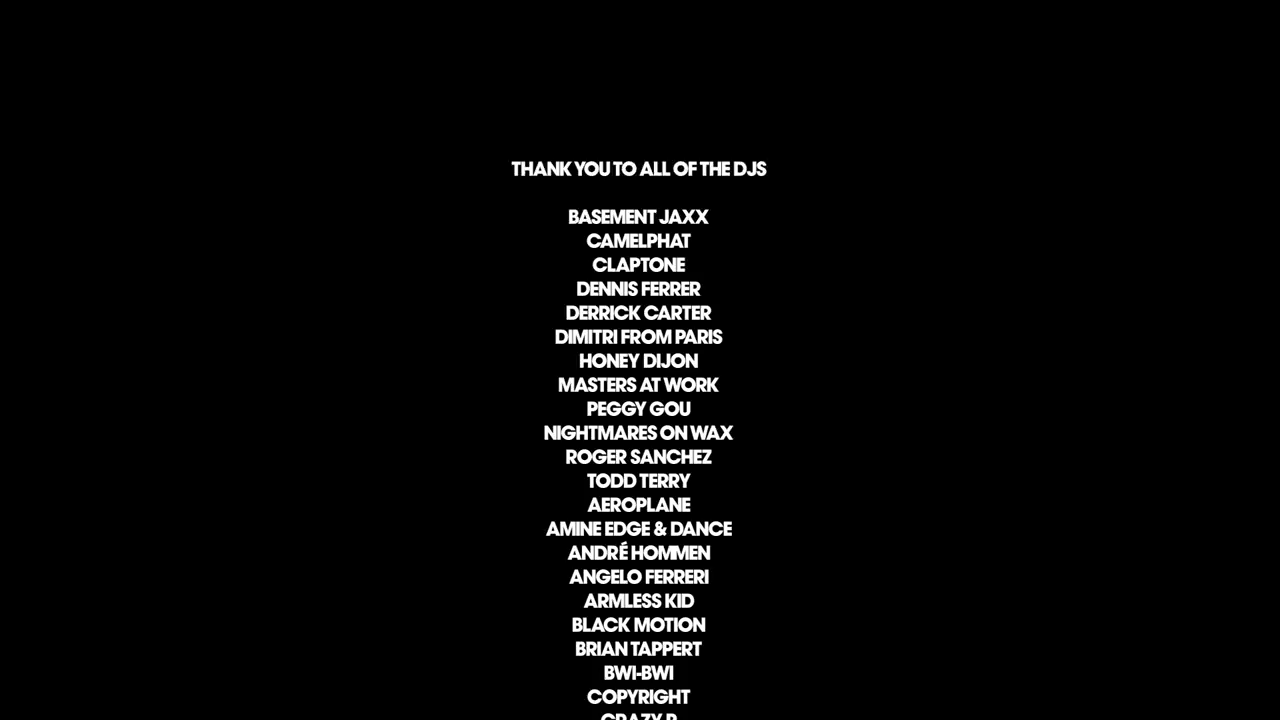 THANK YOU TO ALL OF THE DJS
BASEMENT JAXX
CAMELPHAT
CLAPTONE
DENNIS FERRER
DERRICK CARTER
DIMITRI FROM PARIS
HONEY DIJON
MASTERS AT WORK
PEGGY GOU
NIGHTMARES ON WAX
ROGER SANCHEZ
TODD TERRY
AEROPLANE
AMINE EDGE & DANCE
ANDRÉ HOMMEN
ANGELO FERRERI
ARMLESS KID
BLACK MOTION
BRIAN TAPPERT
BWI-BWI
COPYRIGHT